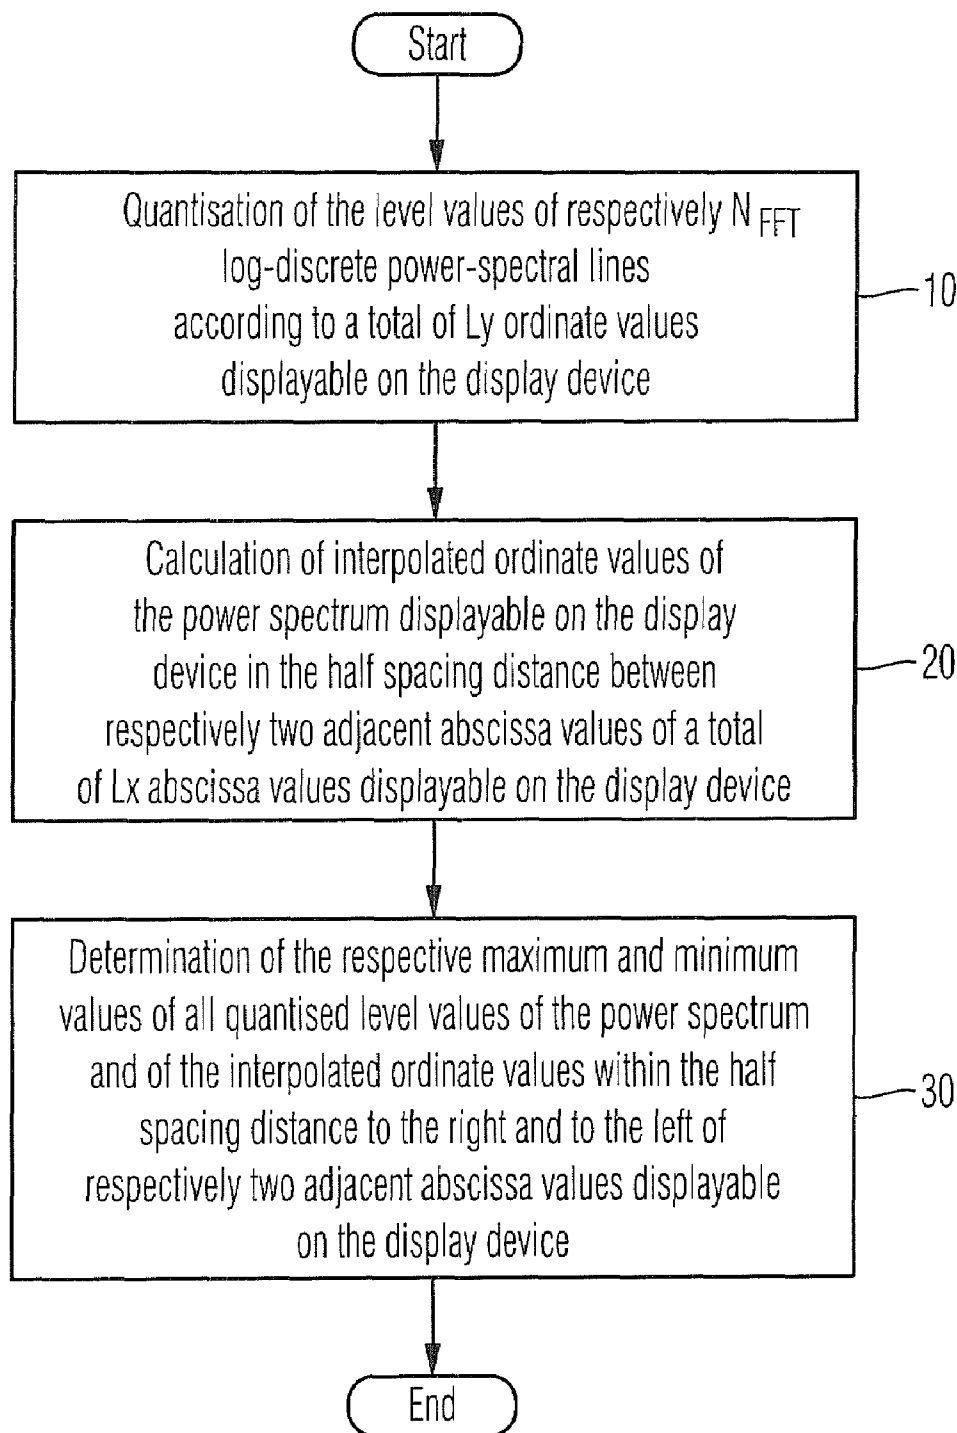 Start
Quantisation of the level values of respectively N FFT
log-discrete power-spectral lines
according to a total of Ly ordinate values
displayable on the display device
10
Calculation of interpolated ordinate values of
the power spectrum displayable on the display
device in the half spacing distance between
respectively two adjacent abscissa values of a total
of Lx abscissa values displayable on the display device
20
Determination of the respective maximum and minimum
values of all quantised level values of the power spectrum
and of the interpolated ordinate values within the half
spacing distance to the right and to the left of
respectively two adjacent abscissa values displayable
on the display device
30
End